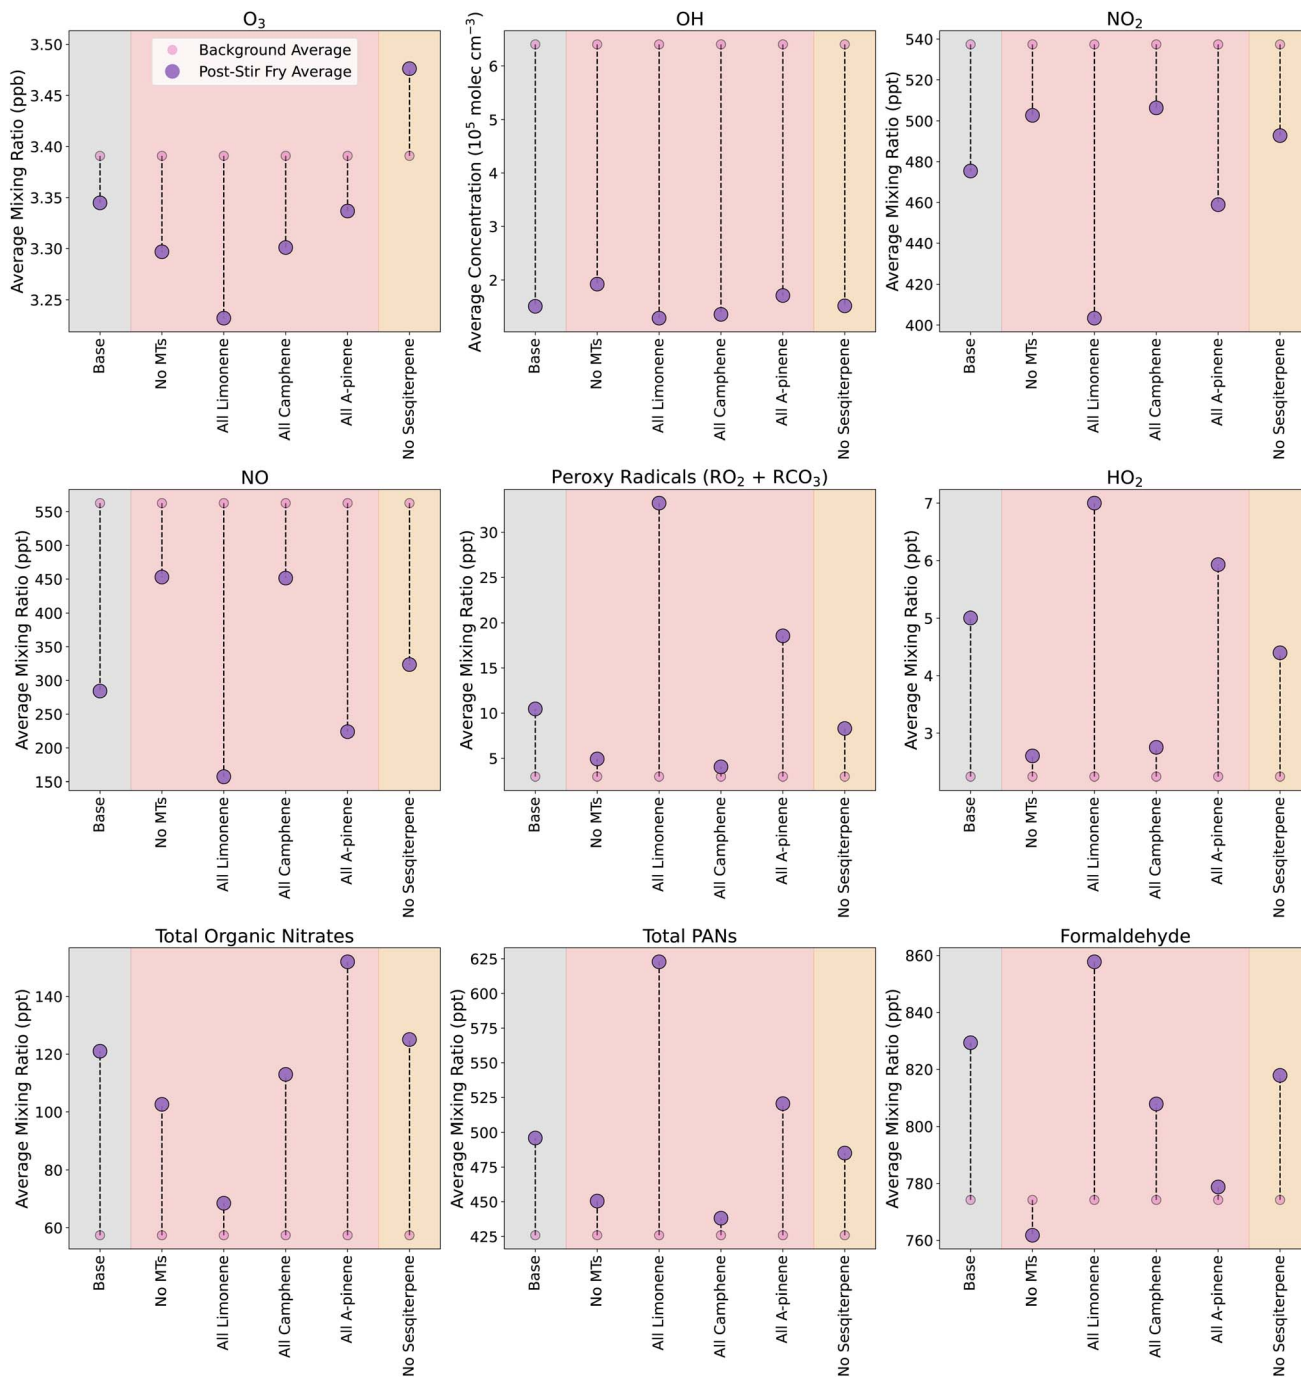 O₃
Average Mixing Ratio (ppb)
3.50
3.45
3.40
3.35
3.30
3.25
Background Average
Post-Stir Fry Average
Base
No MTs
All Limonene
All Camphene
All A-pinene
No Sesqiterpene
OH
Average Concentration (10⁵ molec cm⁻³)
6
5
4
3
2
Base
No MTs
All Limonene
All Camphene
All A-pinene
No Sesqiterpene
NO₂
Average Mixing Ratio (ppt)
540
520
500
480
460
440
420
400
Base
No MTs
All Limonene
All Camphene
All A-pinene
No Sesqiterpene
NO
Average Mixing Ratio (ppt)
550
500
450
400
350
300
250
200
150
Base
No MTs
All Limonene
All Camphene
All A-pinene
No Sesqiterpene
Peroxy Radicals (RO₂ + RCO₃)
Average Mixing Ratio (ppt)
30
25
20
15
10
5
Base
No MTs
All Limonene
All Camphene
All A-pinene
No Sesqiterpene
HO₂
Average Mixing Ratio (ppt)
7
6
5
4
3
Base
No MTs
All Limonene
All Camphene
All A-pinene
No Sesqiterpene
Total Organic Nitrates
Average Mixing Ratio (ppt)
140
120
100
80
60
Base
No MTs
All Limonene
All Camphene
All A-pinene
No Sesqiterpene
Total PANs
Average Mixing Ratio (ppt)
625
600
575
550
525
500
475
450
425
Base
No MTs
All Limonene
All Camphene
All A-pinene
No Sesqiterpene
Formaldehyde
Average Mixing Ratio (ppt)
860
840
820
800
780
760
Base
No MTs
All Limonene
All Camphene
All A-pinene
No Sesqiterpene